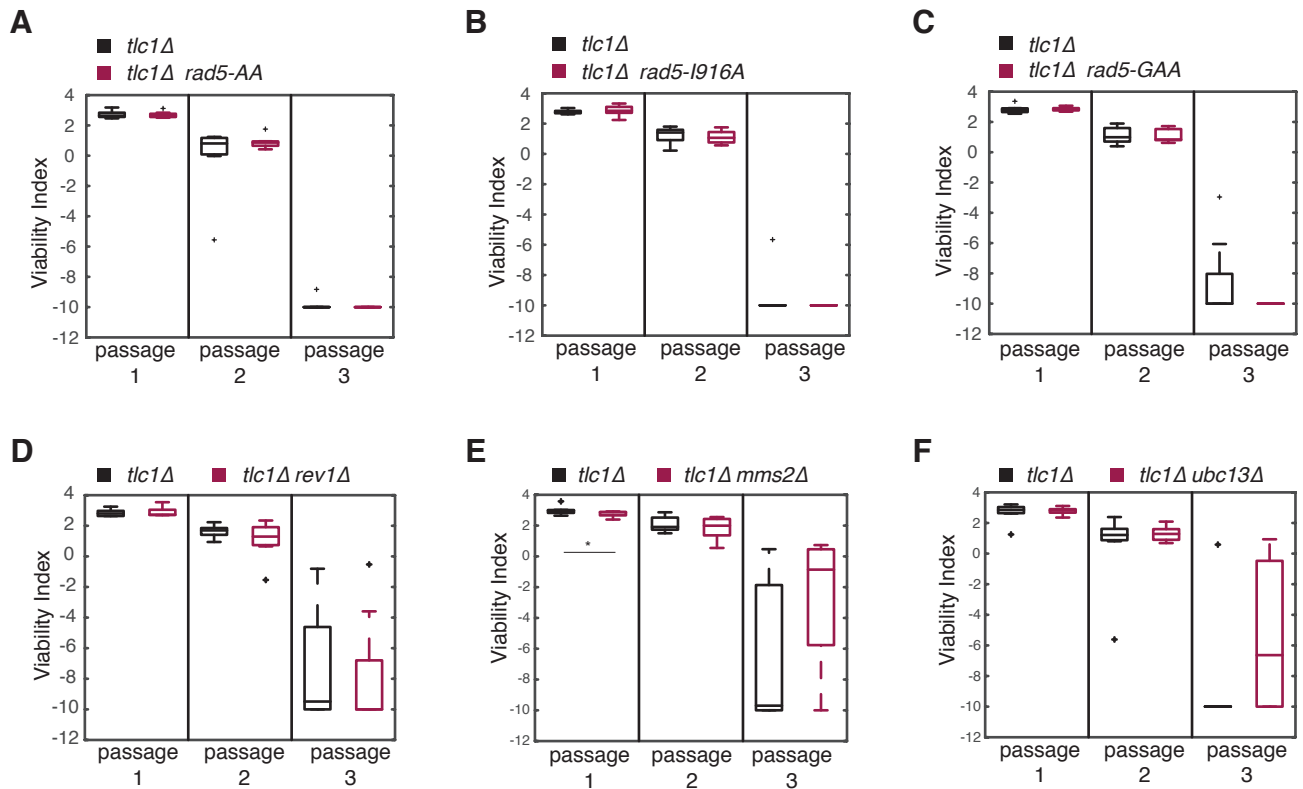 A
tlc1Δ
tlc1Δ rad5-AA
Viability Index
4
2
0
-2
-4
-6
-8
-10
-12
passage
1
passage
2
passage
3
B
tlc1Δ
tlc1Δ rad5-I916A
Viability Index
4
2
0
-2
-4
-6
-8
-10
-12
passage
1
passage
2
passage
3
C
tlc1Δ
tlc1Δ rad5-GAA
Viability Index
4
2
0
-2
-4
-6
-8
-10
-12
passage
1
passage
2
passage
3
D
tlc1Δ
tlc1Δ rev1Δ
Viability Index
4
2
0
-2
-4
-6
-8
-10
-12
passage
1
passage
2
passage
3
E
tlc1Δ
tlc1Δ mms2Δ
Viability Index
4
2
0
-2
-4
-6
-8
-10
-12
*
passage
1
passage
2
passage
3
F
tlc1Δ
tlc1Δ ubc13Δ
Viability Index
4
2
0
-2
-4
-6
-8
-10
-12
passage
1
passage
2
passage
3